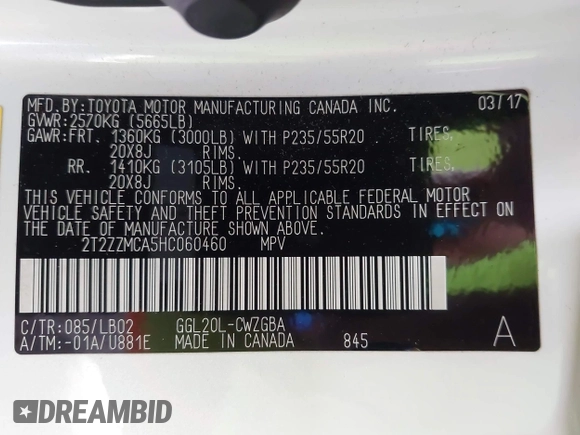 MFD.BY:TOYOTA MOTOR MANUFACTURING CANADA INC. 03/17
GVWR:2570KG (5665LB)
GAWR:FRT. 1360KG (3000LB) WITH P235/55R20 TIRES,
20X8J RIMS.
RR. 1410KG (3105LB) WITH P235/55R20 TIRES,
20X8J RIMS.
THIS VEHICLE CONFORMS TO ALL APPLICABLE FEDERAL MOTOR
VEHICLE SAFETY AND THEFT PREVENTION STANDARDS IN EFFECT ON
THE DATE OF MANUFACTURE SHOWN ABOVE.
2T2ZZMCA5HC060460 MPV
C/TR:085/LB02 GGL20L-CWZGBA
A/TM:-01A/U881E MADE IN CANADA 845 A
DREAMBID